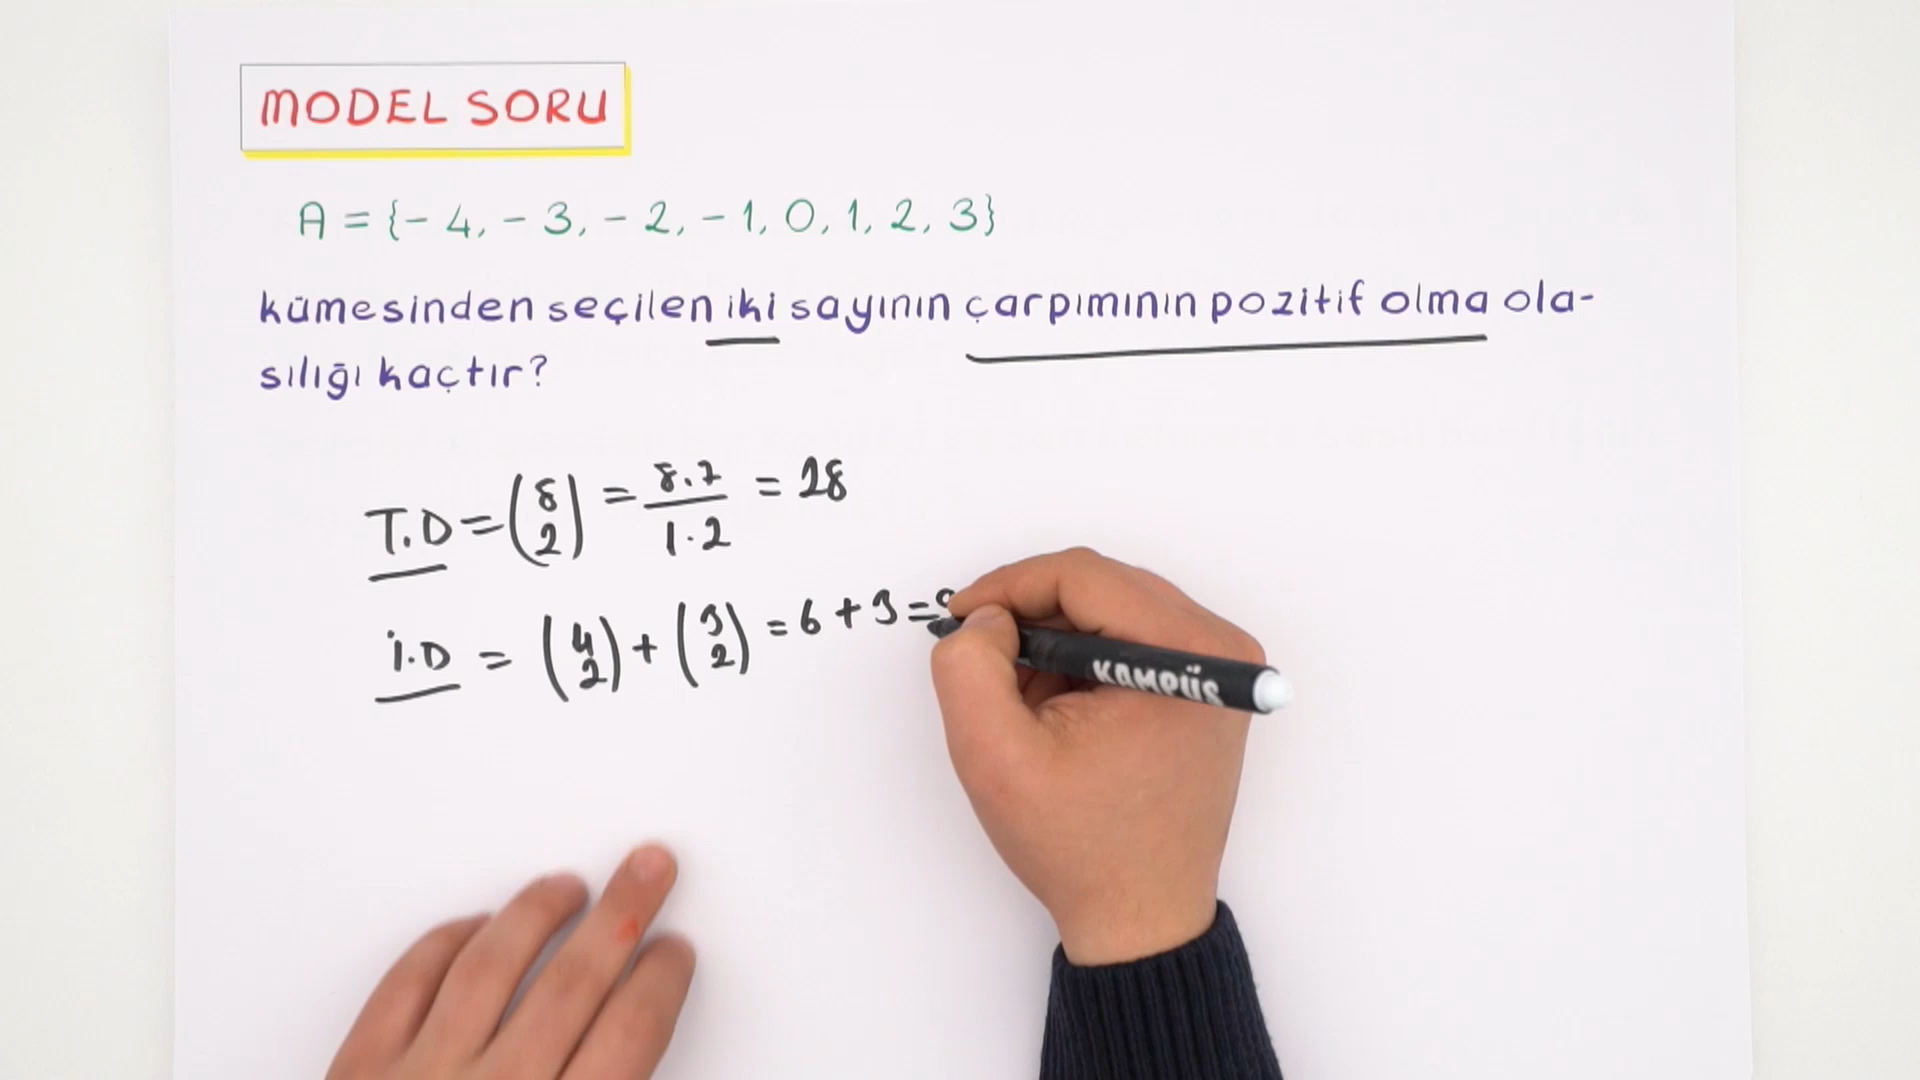 MODEL SORU
A = {- 4, - 3, - 2, - 1, 0, 1, 2, 3}
kümesinden seçilen iki sayının çarpımının pozitif olma ola-
sılığı kaçtır?
T.D = (8 2) = 8.7 / 1.2 = 28
İ.D = (4 2) + (3 2) = 6 + 3 =
KAMPÜS